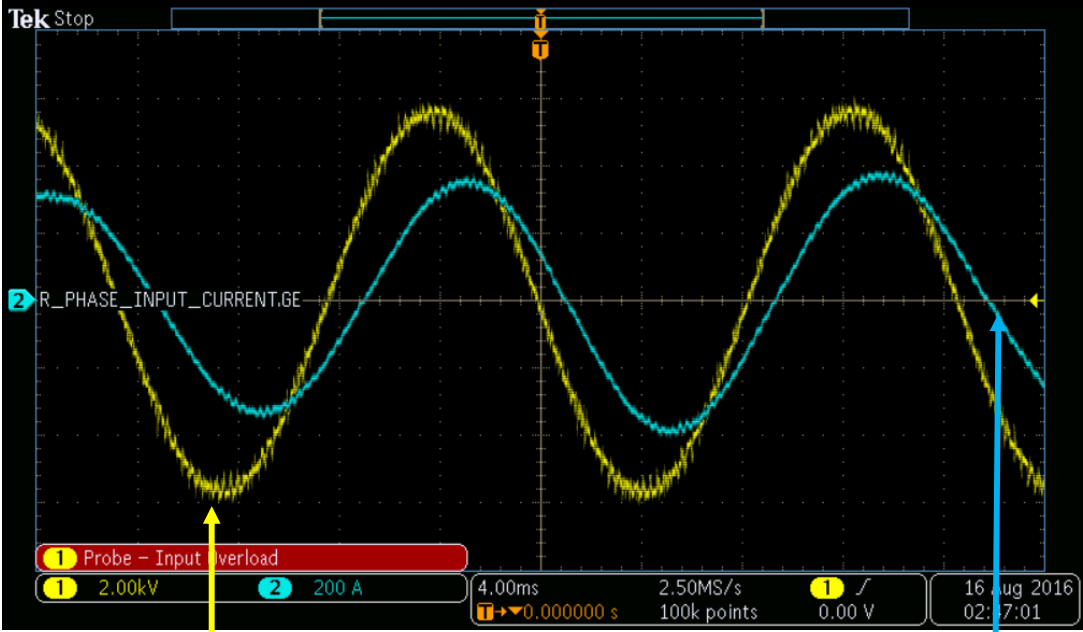 Tek Stop
T
T
2 R_PHASE_INPUT_CURRENT.GE
1 Probe - Input Overload
1 2.00kV 2 200 A 4.00ms 2.50MS/s 1 16 Aug 2016
T→▼0.000000 s 100k points 0.00 V 02:47:01